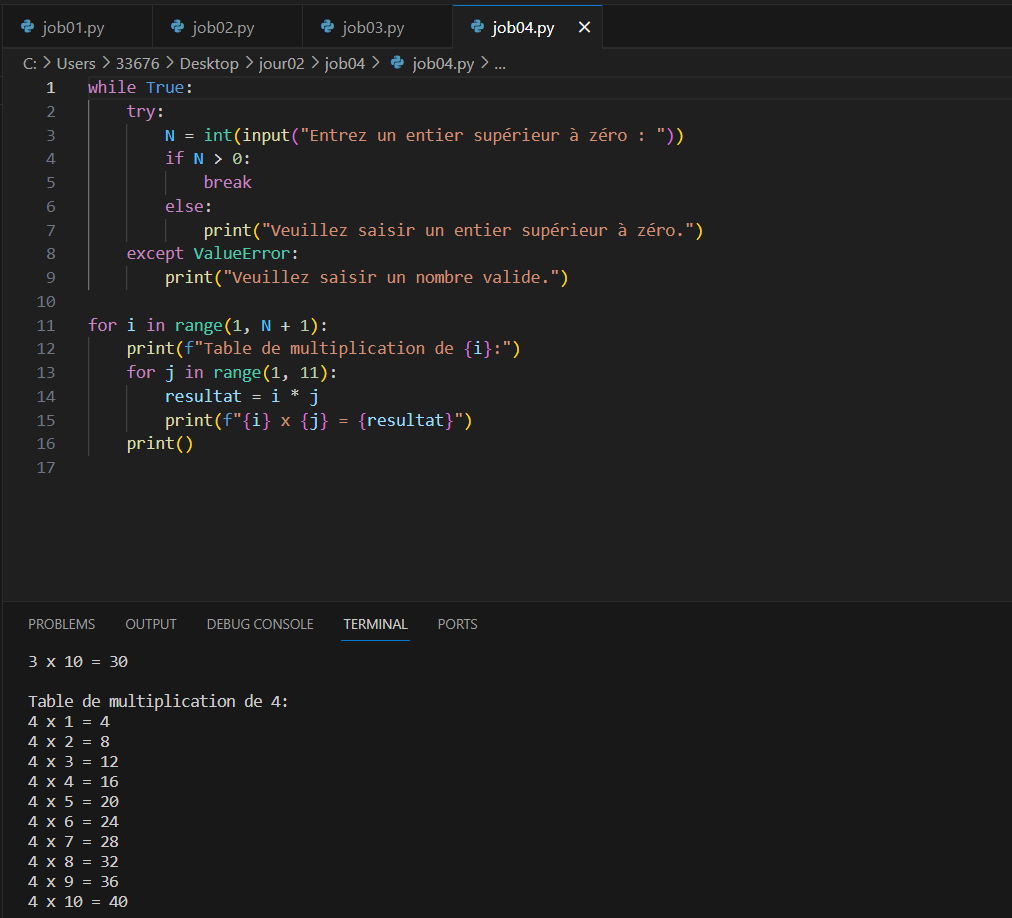 job01.py job02.py job03.py job04.py ×
C: > Users > 33676 > Desktop > jour02 > job04 > job04.py > ...
1 while True:
2     try:
3         N = int(input("Entrez un entier supérieur à zéro : "))
4         if N > 0:
5             break
6         else:
7             print("Veuillez saisir un entier supérieur à zéro.")
8     except ValueError:
9         print("Veuillez saisir un nombre valide.")
10
11 for i in range(1, N + 1):
12     print(f"Table de multiplication de {i}:")
13     for j in range(1, 11):
14         resultat = i * j
15         print(f"{i} x {j} = {resultat}")
16     print()
17
PROBLEMS OUTPUT DEBUG CONSOLE TERMINAL PORTS
3 x 10 = 30
Table de multiplication de 4:
4 x 1 = 4
4 x 2 = 8
4 x 3 = 12
4 x 4 = 16
4 x 5 = 20
4 x 6 = 24
4 x 7 = 28
4 x 8 = 32
4 x 9 = 36
4 x 10 = 40